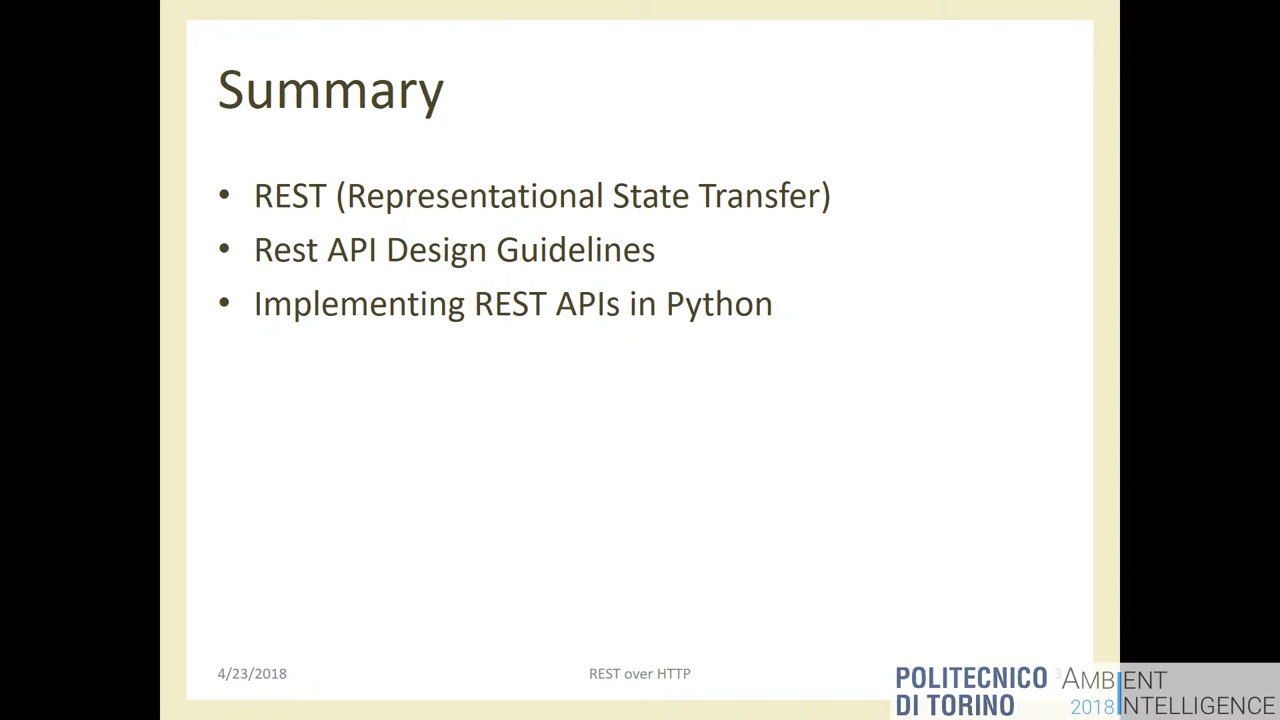 Summary
• REST (Representational State Transfer)
• Rest API Design Guidelines
• Implementing REST APIs in Python
4/23/2018
REST over HTTP
3
POLITECNICO
DI TORINO
AMBIENT
2018 INTELLIGENCE